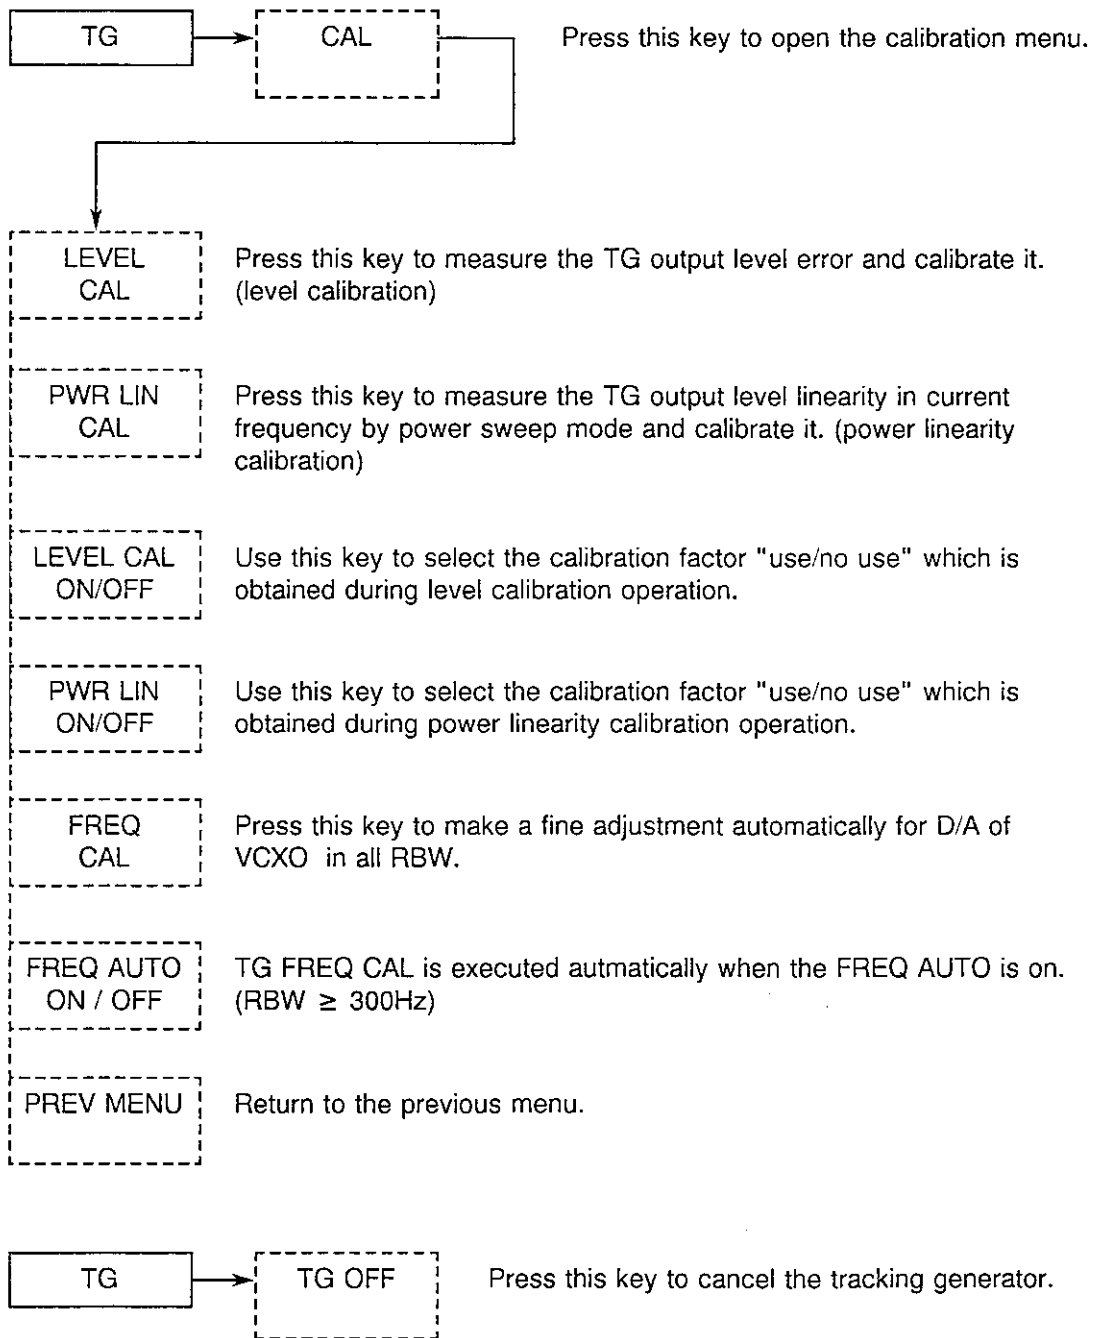 TG
CAL
Press this key to open the calibration menu.
LEVEL
CAL
Press this key to measure the TG output level error and calibrate it.
(level calibration)
PWR LIN
CAL
Press this key to measure the TG output level linearity in current
frequency by power sweep mode and calibrate it. (power linearity
calibration)
LEVEL CAL
ON/OFF
Use this key to select the calibration factor "use/no use" which is
obtained during level calibration operation.
PWR LIN
ON/OFF
Use this key to select the calibration factor "use/no use" which is
obtained during power linearity calibration operation.
FREQ
CAL
Press this key to make a fine adjustment automatically for D/A of
VCXO in all RBW.
FREQ AUTO
ON / OFF
TG FREQ CAL is executed autmatically when the FREQ AUTO is on.
(RBW ≥ 300Hz)
PREV MENU
Return to the previous menu.
TG
TG OFF
Press this key to cancel the tracking generator.